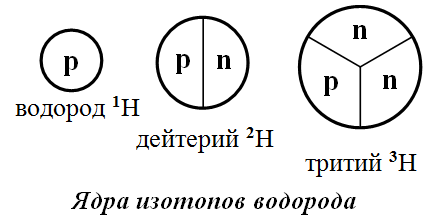 p
водород ¹H
p n
дейтерий ²H
n
p n
тритий ³H
Ядра изотопов водорода